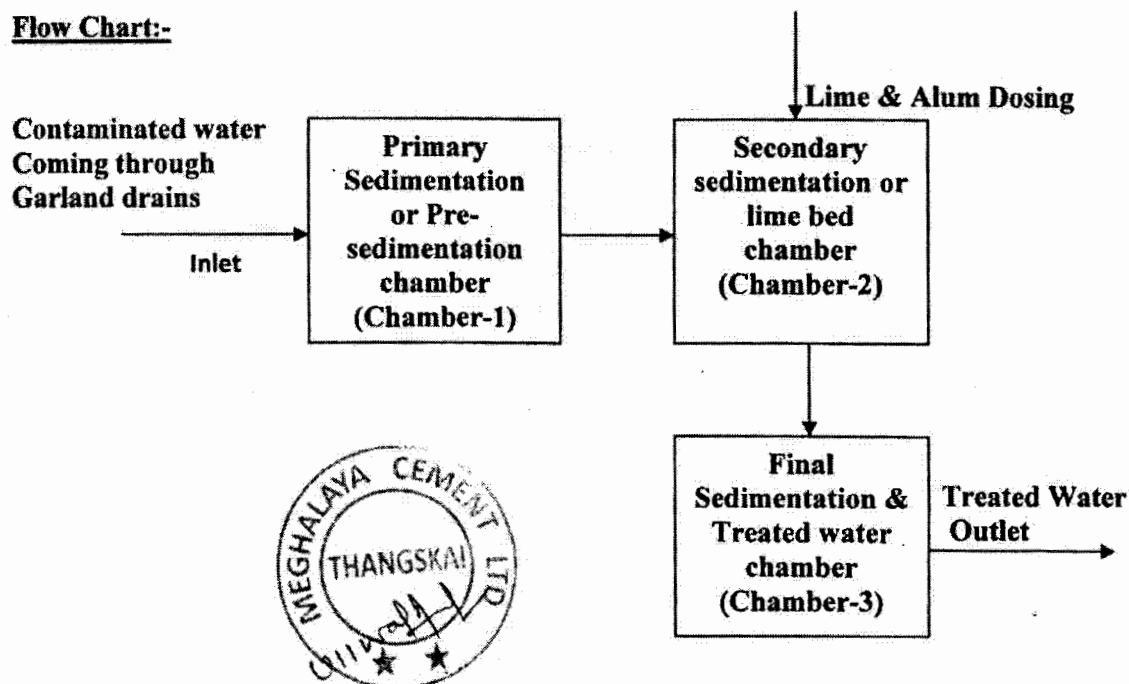 Flow Chart:-
Lime & Alum Dosing
Contaminated water
Coming through
Garland drains
Inlet
Primary
Sedimentation
or Pre-
sedimentation
chamber
(Chamber-1)
Secondary
sedimentation or
lime bed
chamber
(Chamber-2)
Final
Sedimentation &
Treated water
chamber
(Chamber-3)
Treated Water
Outlet
MEGHALAYA CEMENT LTD
THANGSKAI